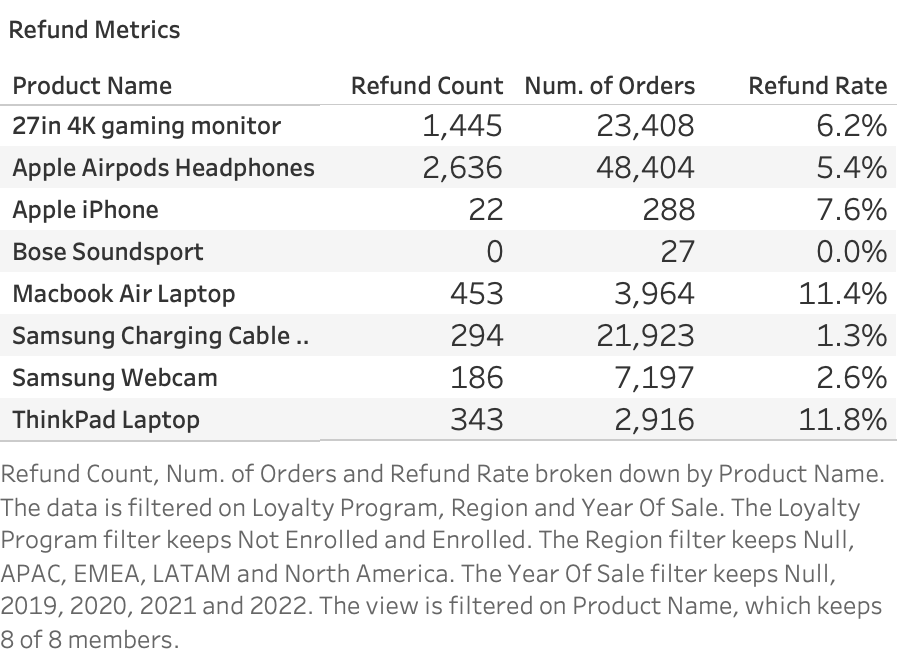 Refund Metrics
Product Name Refund Count Num. of Orders Refund Rate
27in 4K gaming monitor 1,445 23,408 6.2%
Apple Airpods Headphones 2,636 48,404 5.4%
Apple iPhone 22 288 7.6%
Bose Soundsport 0 27 0.0%
Macbook Air Laptop 453 3,964 11.4%
Samsung Charging Cable .. 294 21,923 1.3%
Samsung Webcam 186 7,197 2.6%
ThinkPad Laptop 343 2,916 11.8%
Refund Count, Num. of Orders and Refund Rate broken down by Product Name.
The data is filtered on Loyalty Program, Region and Year Of Sale. The Loyalty
Program filter keeps Not Enrolled and Enrolled. The Region filter keeps Null,
APAC, EMEA, LATAM and North America. The Year Of Sale filter keeps Null,
2019, 2020, 2021 and 2022. The view is filtered on Product Name, which keeps
8 of 8 members.